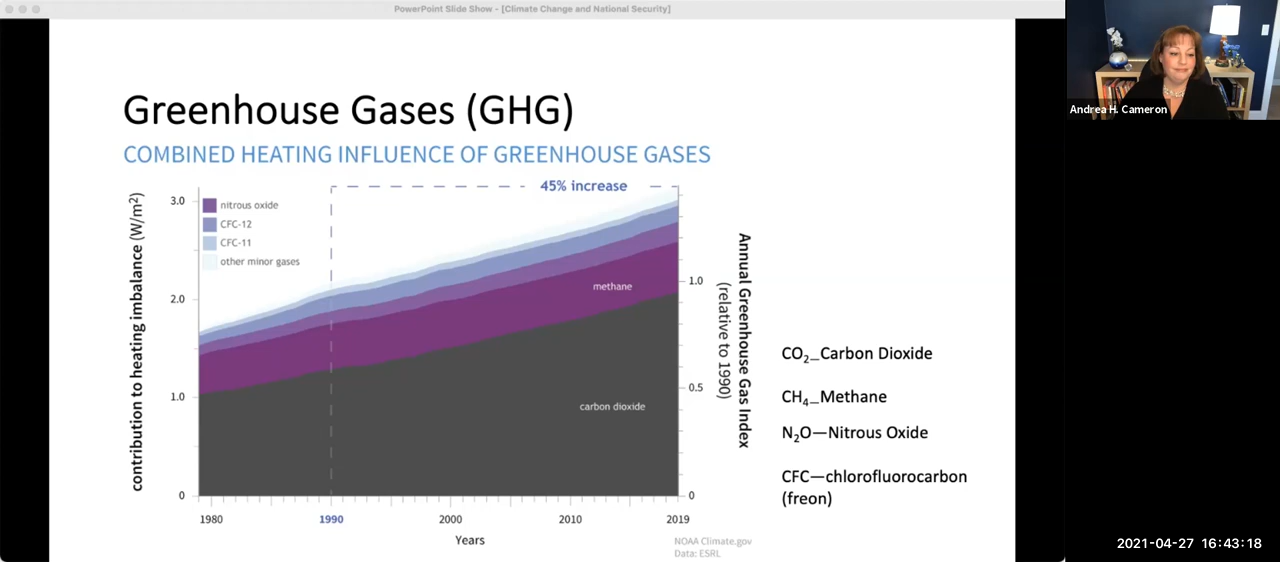 PowerPoint Slide Show - [Climate Change and National Security]
Andrea H. Cameron
Greenhouse Gases (GHG)
COMBINED HEATING INFLUENCE OF GREENHOUSE GASES
45% increase
contribution to heating imbalance (W/m²)
3.0
2.0
1.0
0
nitrous oxide
CFC-12
CFC-11
other minor gases
methane
carbon dioxide
1.0
0.5
0
Annual Greenhouse Gas Index
(relative to 1990)
1980
1990
2000
2010
2019
Years
NOAA Climate.gov
Data: ESRL
CO₂_Carbon Dioxide
CH₄_Methane
N₂O—Nitrous Oxide
CFC—chlorofluorocarbon
(freon)
2021-04-27 16:43:18